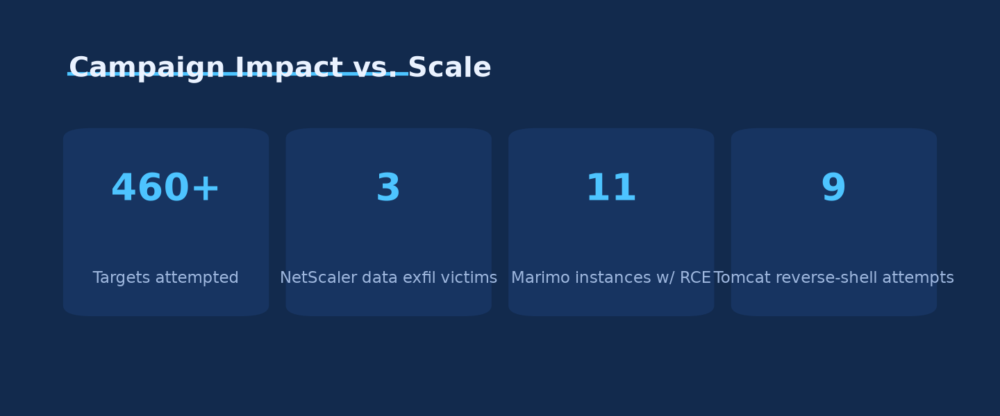 Campaign Impact vs. Scale
460+
3
11
9
Targets attempted
NetScaler data exfil victims
Marimo instances w/ RCE
Tomcat reverse-shell attempts